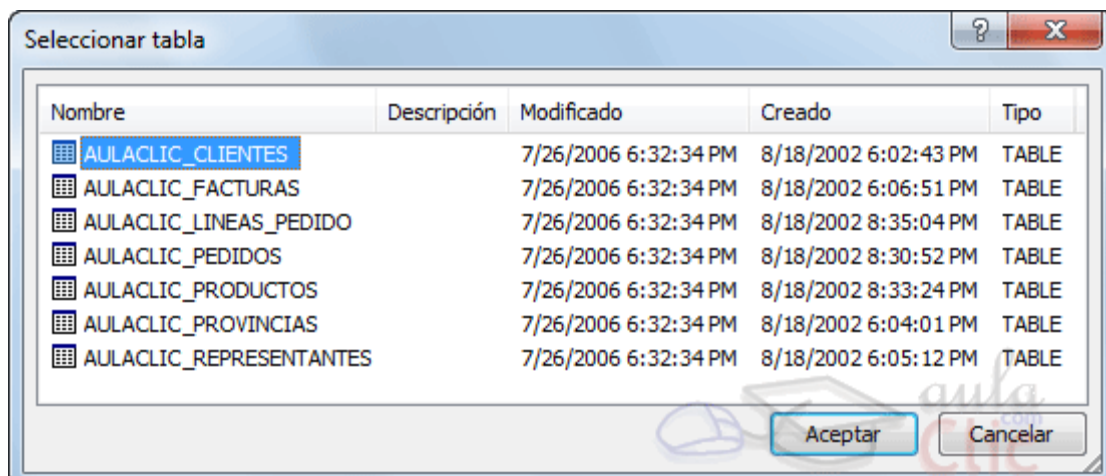 Seleccionar tabla
Nombre Descripción Modificado Creado Tipo
AULACLIC_CLIENTES 7/26/2006 6:32:34 PM 8/18/2002 6:02:43 PM TABLE
AULACLIC_FACTURAS 7/26/2006 6:32:34 PM 8/18/2002 6:06:51 PM TABLE
AULACLIC_LINEAS_PEDIDO 7/26/2006 6:32:34 PM 8/18/2002 8:35:04 PM TABLE
AULACLIC_PEDIDOS 7/26/2006 6:32:34 PM 8/18/2002 8:30:52 PM TABLE
AULACLIC_PRODUCTOS 7/26/2006 6:32:34 PM 8/18/2002 8:33:24 PM TABLE
AULACLIC_PROVINCIAS 7/26/2006 6:32:34 PM 8/18/2002 6:04:01 PM TABLE
AULACLIC_REPRESENTANTES 7/26/2006 6:32:34 PM 8/18/2002 6:05:12 PM TABLE
aula
.com
Clic
Aceptar Cancelar